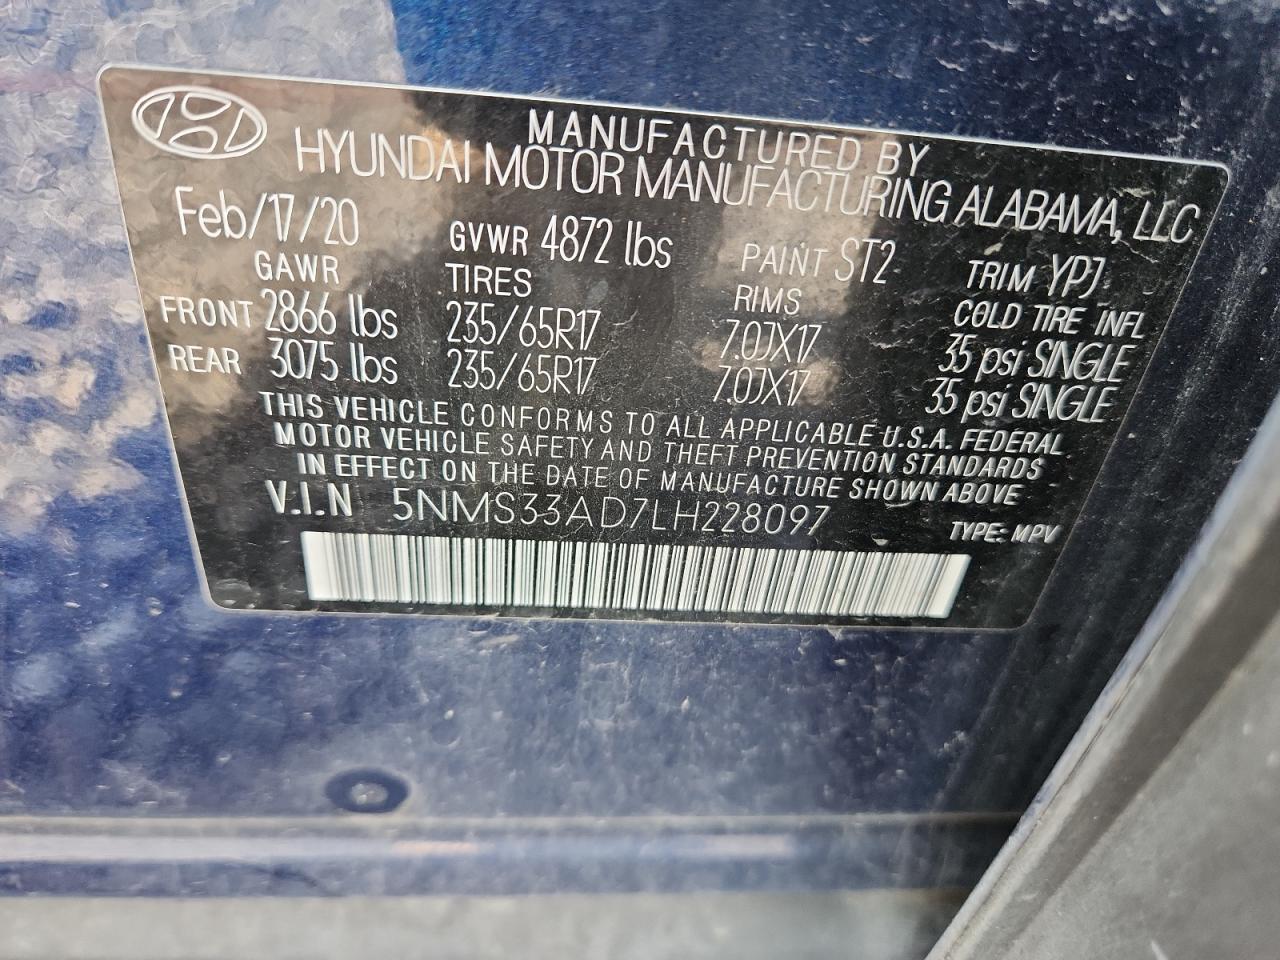 MANUFACTURED BY
HYUNDAI MOTOR MANUFACTURING ALABAMA, LLC
Feb/17/20 GVWR 4872 lbs PAINT ST2 TRIM YPJ
GAWR TIRES RIMS COLD TIRE INFL
FRONT 2866 lbs 235/65R17 7.0JX17 35 psi SINGLE
REAR 3075 lbs 235/65R17 7.0JX17 35 psi SINGLE
THIS VEHICLE CONFORMS TO ALL APPLICABLE U.S.A. FEDERAL
MOTOR VEHICLE SAFETY AND THEFT PREVENTION STANDARDS
IN EFFECT ON THE DATE OF MANUFACTURE SHOWN ABOVE
V.I.N 5NMS33AD7LH228097 TYPE: MPV